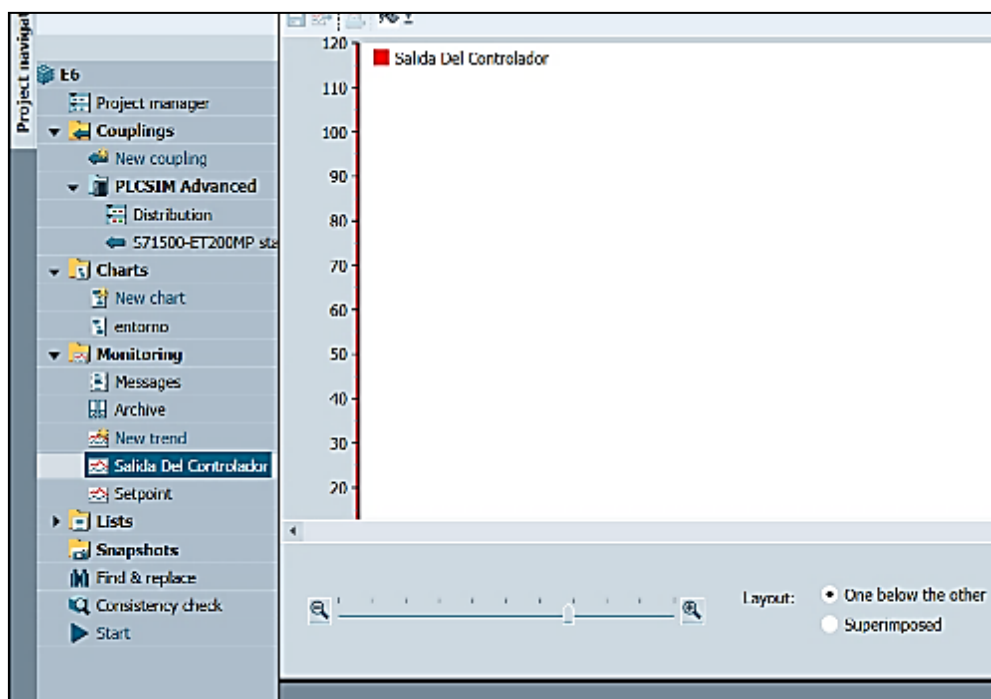 Project naviga
E6
Project manager
Couplings
New coupling
PLCSIM Advanced
Distribution
S71500-ET200MP sta
Charts
New chart
entorno
Monitoring
Messages
Archive
New trend
Salida Del Controlador
Setpoint
Lists
Snapshots
Find & replace
Consistency check
Start
120
110
100
90
80
70
60
50
40
30
20
Salida Del Controlador
Layout:
One below the other
Superimposed